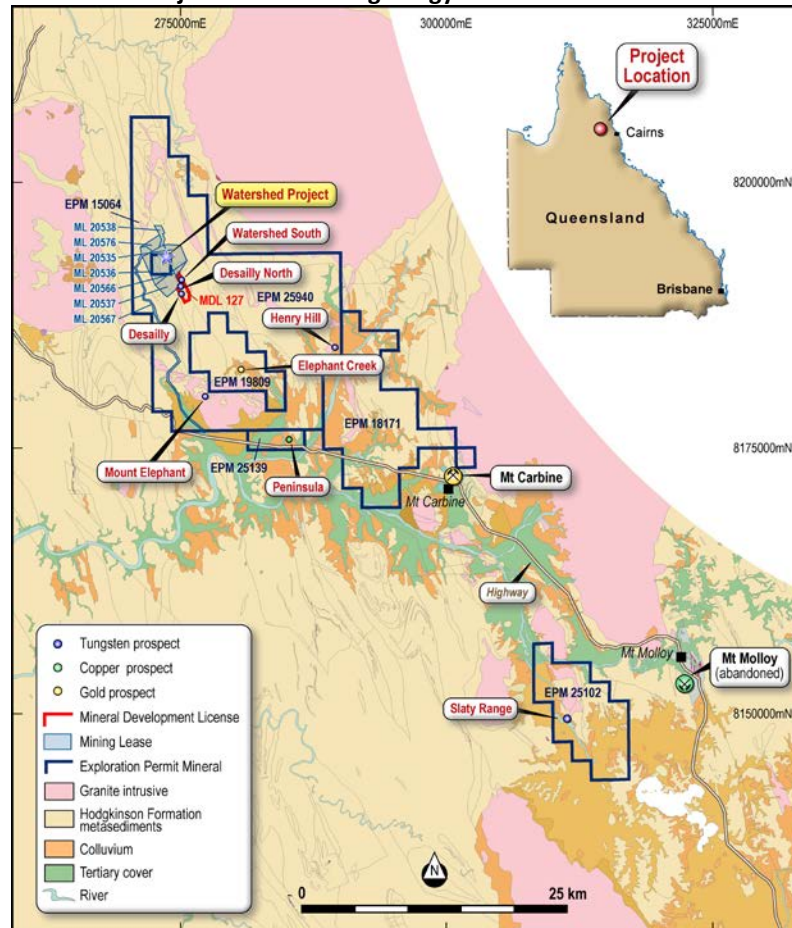 275000mE
300000mE
325000mE
Project
Location
Cairns
Queensland
Brisbane
8200000mN
EPM 15064
Watershed Project
ML 20538
ML 20576
ML 20535
ML 20536
ML 20566
ML 20537
ML 20567
Watershed South
Desailly North
MDL 127
EPM 25940
Desailly
Henry Hill
Elephant Creek
EPM 19809
EPM 18171
8175000mN
Mount Elephant
EPM 25139
Peninsula
Mt Carbine
Mt Carbine
Highway
Mt Molloy
Mt Molloy
(abandoned)
EPM 25102
Slaty Range
8150000mN
Tungsten prospect
Copper prospect
Gold prospect
Mineral Development License
Mining Lease
Exploration Permit Mineral
Granite intrusive
Hodgkinson Formation
metasediments
Colluvium
Tertiary cover
River
N
0
25 km